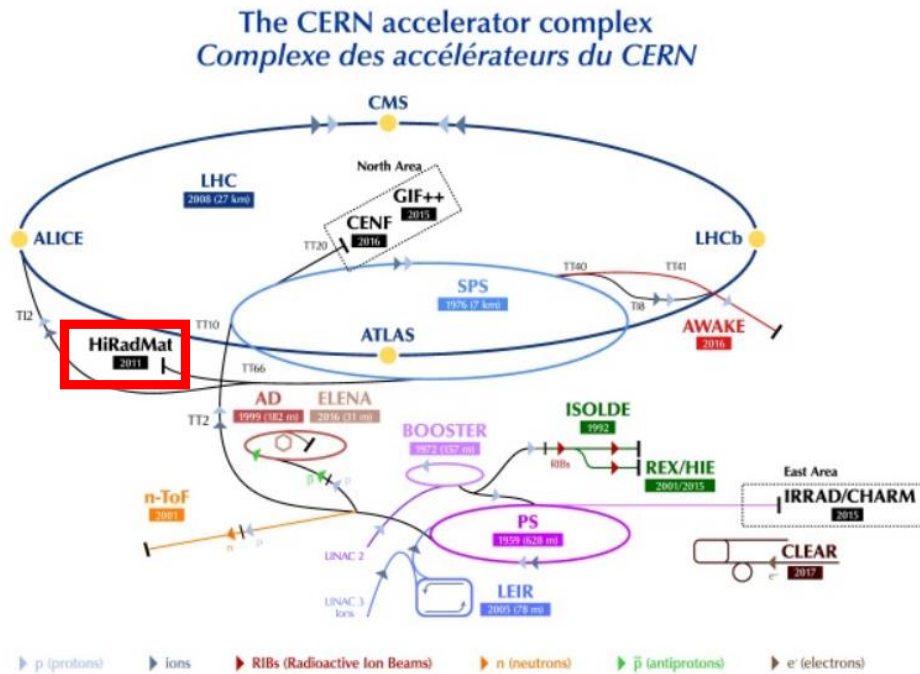 The CERN accelerator complex
Complexe des accélérateurs du CERN
CMS
North Area
LHC
2008 (27 km)
GIF++
2015
CENF
2016
ALICE
TT20
LHCb
TT40
TT41
SPS
1976 (7 km)
TI2
TT10
TI8
ATLAS
AWAKE
2016
HiRadMat
2011
TT66
AD
1999 (182 m)
ELENA
2016 (31 m)
TT2
ISOLDE
1992
BOOSTER
1972 (157 m)
RIBs
REX/HIE
2001/2015
East Area
p
p̅
IRRAD/CHARM
2015
n-ToF
2001
PS
1959 (628 m)
n
p
LINAC 2
CLEAR
2017
e-
LINAC 3
Ions
LEIR
2005 (78 m)
p (protons)
ions
RIBs (Radioactive Ion Beams)
n (neutrons)
p̅ (antiprotons)
e- (electrons)